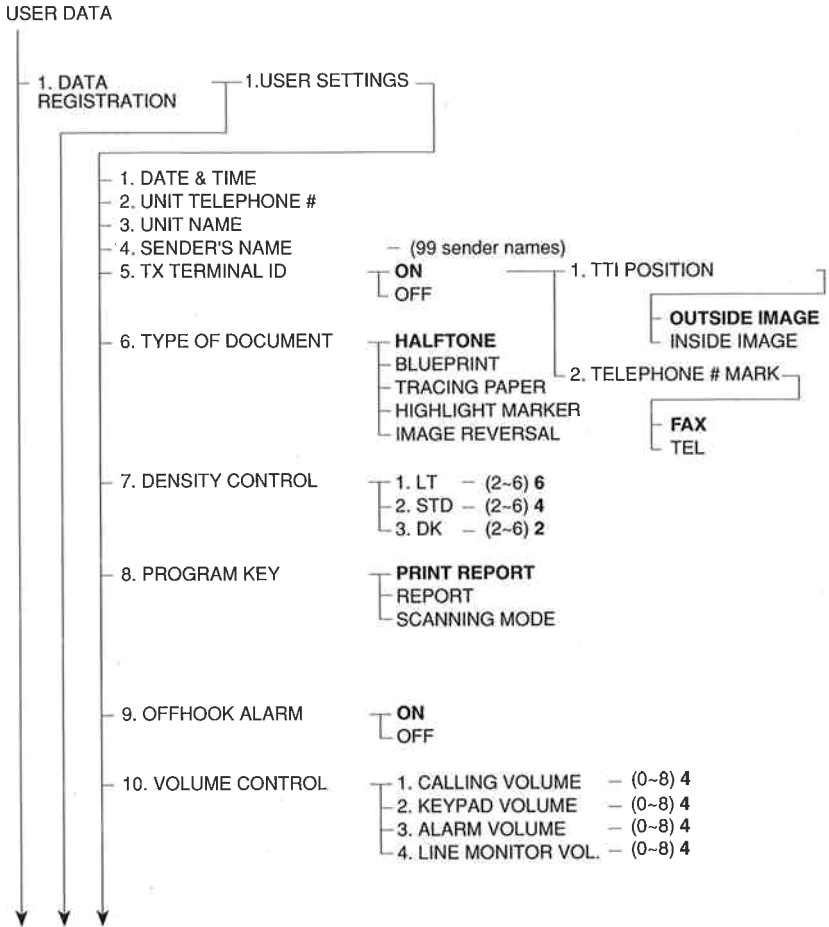 USER DATA
1. DATA REGISTRATION
1.USER SETTINGS
1. DATE & TIME
2. UNIT TELEPHONE #
3. UNIT NAME
4. SENDER'S NAME – (99 sender names)
5. TX TERMINAL ID
ON
OFF
1. TTI POSITION
OUTSIDE IMAGE
INSIDE IMAGE
2. TELEPHONE # MARK
FAX
TEL
6. TYPE OF DOCUMENT
HALFTONE
BLUEPRINT
TRACING PAPER
HIGHLIGHT MARKER
IMAGE REVERSAL
7. DENSITY CONTROL
1. LT – (2~6) 6
2. STD – (2~6) 4
3. DK – (2~6) 2
8. PROGRAM KEY
PRINT REPORT
REPORT
SCANNING MODE
9. OFFHOOK ALARM
ON
OFF
10. VOLUME CONTROL
1. CALLING VOLUME – (0~8) 4
2. KEYPAD VOLUME – (0~8) 4
3. ALARM VOLUME – (0~8) 4
4. LINE MONITOR VOL. – (0~8) 4